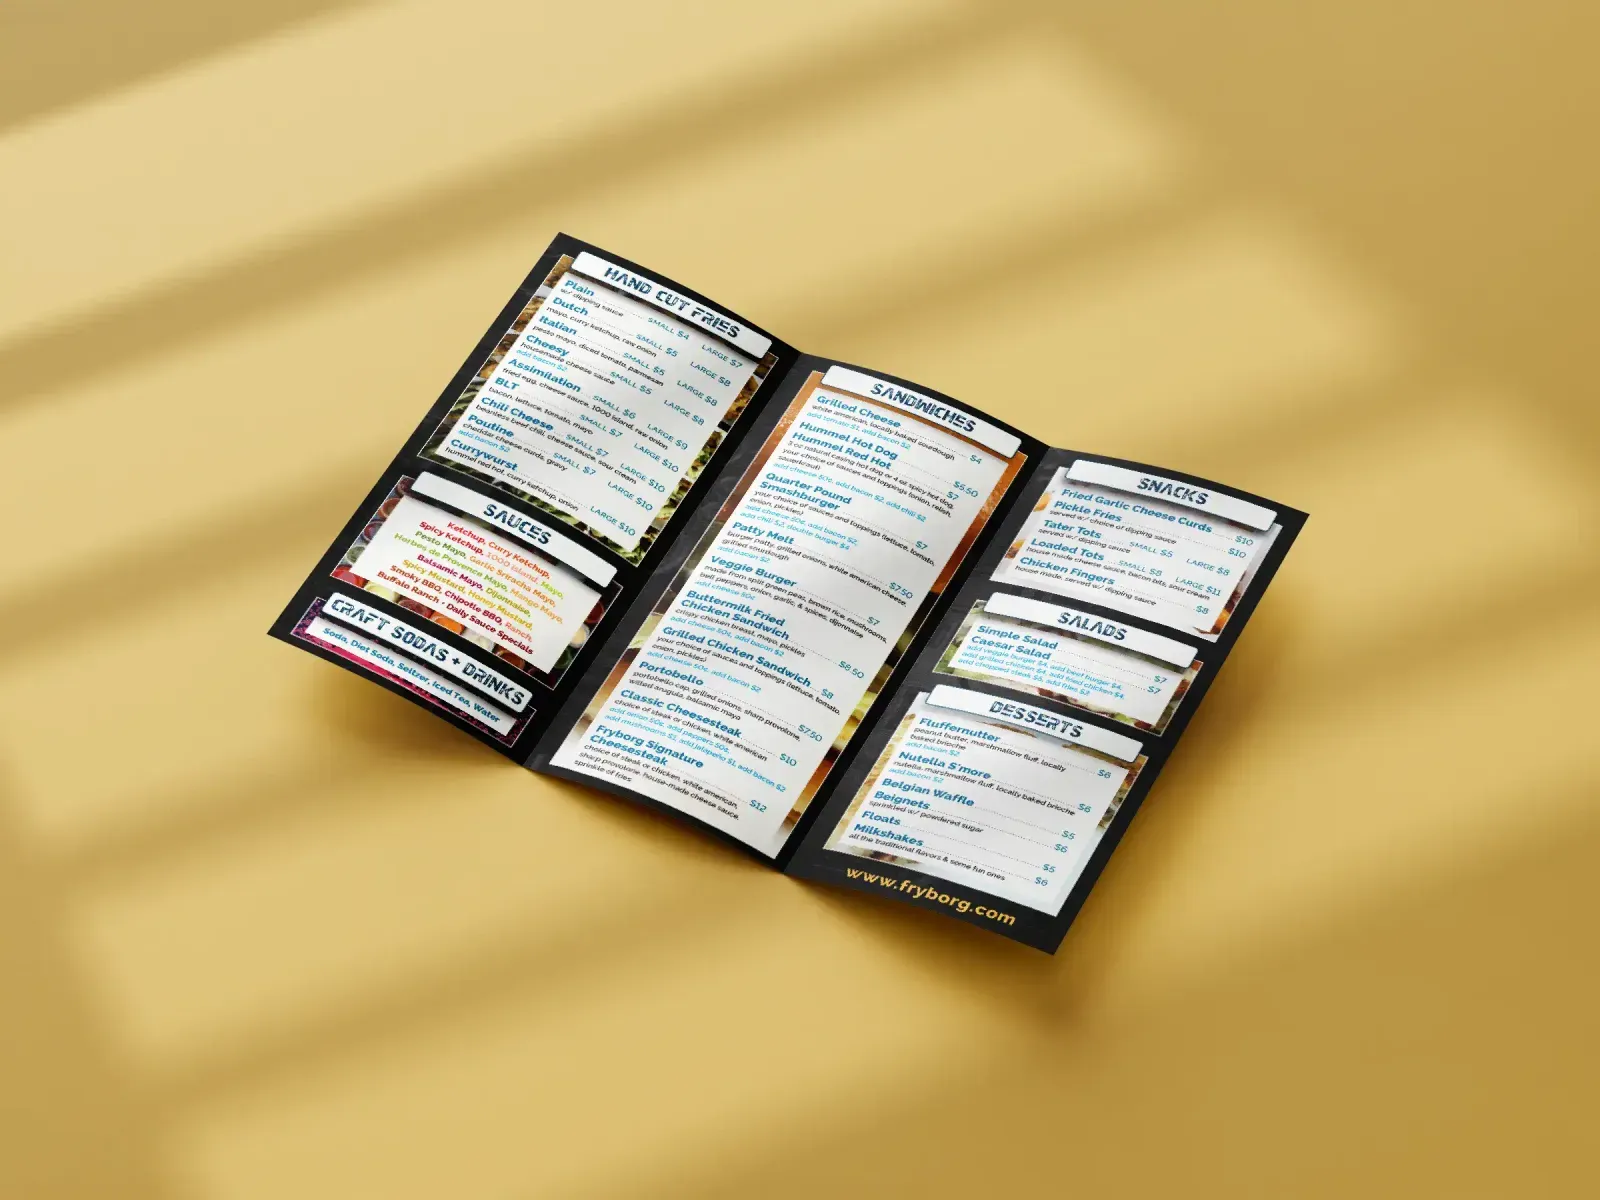 HAND CUT FRIES
Plain
w/ dipping sauce SMALL $4 LARGE $7
Dutch
mayo, curry ketchup, raw onion SMALL $5 LARGE $8
Italian
pesto mayo, diced tomato, parmesan SMALL $5 LARGE $8
Cheesy
housemade cheese sauce SMALL $5 LARGE $8
add bacon $2
Assimilation
fried egg, cheese sauce, 1000 island, raw onion SMALL $6 LARGE $8
BLT
bacon, lettuce, tomato, mayo SMALL $7 LARGE $9
Chili Cheese
beanless beef chili, cheese sauce, sour cream SMALL $7 LARGE $10
Poutine
cheddar cheese curds, gravy SMALL $7 LARGE $10
add bacon $2
LARGE $10
Currywurst
hummel red hot, curry ketchup, onion LARGE $10
SAUCES
Ketchup, Curry Ketchup,
Spicy Ketchup, 1000 Island, Mayo,
Pesto Mayo, Garlic Sriracha Mayo,
Herbes de Provence Mayo, Mango Mayo,
Balsamic Mayo, Dijonnaise,
Spicy Mustard, Honey Mustard,
Smoky BBQ, Chipotle BBQ, Ranch,
Buffalo Ranch • Daily Sauce Specials
CRAFT SODAS + DRINKS
Soda, Diet Soda, Seltzer, Iced Tea, Water
SANDWICHES
Grilled Cheese $4
white american, locally baked sourdough
add tomato $1, add bacon $2
Hummel Hot Dog $5.50
Hummel Red Hot $7
3 oz natural casing hot dog or 4 oz spicy hot dog,
your choice of sauces and toppings (onion, relish,
sauerkraut)
add cheese 50¢, add bacon $2, add chili $2
Quarter Pound
Smashburger $7
your choice of sauces and toppings (lettuce, tomato,
onion, pickles)
add cheese 50¢, add bacon $2,
add chili $2, double burger $4
Patty Melt $7.50
burger patty, grilled onions, white american cheese,
grilled sourdough
add bacon $2
Veggie Burger $7
made from split green peas, brown rice, mushrooms,
bell peppers, onion, garlic, & spices, dijonnaise
add cheese 50¢
Buttermilk Fried
Chicken Sandwich $8.50
crispy chicken breast, mayo, pickles
add cheese 50¢, add bacon $2
Grilled Chicken Sandwich $8
your choice of sauces and toppings (lettuce, tomato,
onion, pickles)
add cheese 50¢, add bacon $2
Portobello $7.50
portobello cap, grilled onions, sharp provolone,
wilted arugula, balsamic mayo
Classic Cheesesteak $10
choice of steak or chicken, white american
add onion 50¢, add peppers 50¢,
add mushrooms $1, add jalapeño $1, add bacon $2
Fryborg Signature
Cheesesteak $12
choice of steak or chicken, white american,
sharp provolone, house-made cheese sauce,
sprinkle of fries
SNACKS
Fried Garlic Cheese Curds $10
Pickle Fries $10
served w/ choice of dipping sauce
Tater Tots SMALL $5 LARGE $8
served w/ dipping sauce
Loaded Tots SMALL $8 LARGE $11
house made cheese sauce, bacon bits, sour cream
Chicken Fingers $8
house made, served w/ dipping sauce
SALADS
Simple Salad $7
Caesar Salad $7
add veggie burger $4, add beef burger $4,
add grilled chicken $4, add fried chicken $4,
add chopped steak $5, add fries $3
DESSERTS
Fluffernutter $6
peanut butter, marshmallow fluff, locally
baked brioche
add bacon $2
Nutella S'more $6
nutella, marshmallow fluff, locally baked brioche
add bacon $2
Belgian Waffle $5
Beignets $6
sprinkled w/ powdered sugar
Floats $5
Milkshakes $6
all the traditional flavors & some fun ones
www.fryborg.com